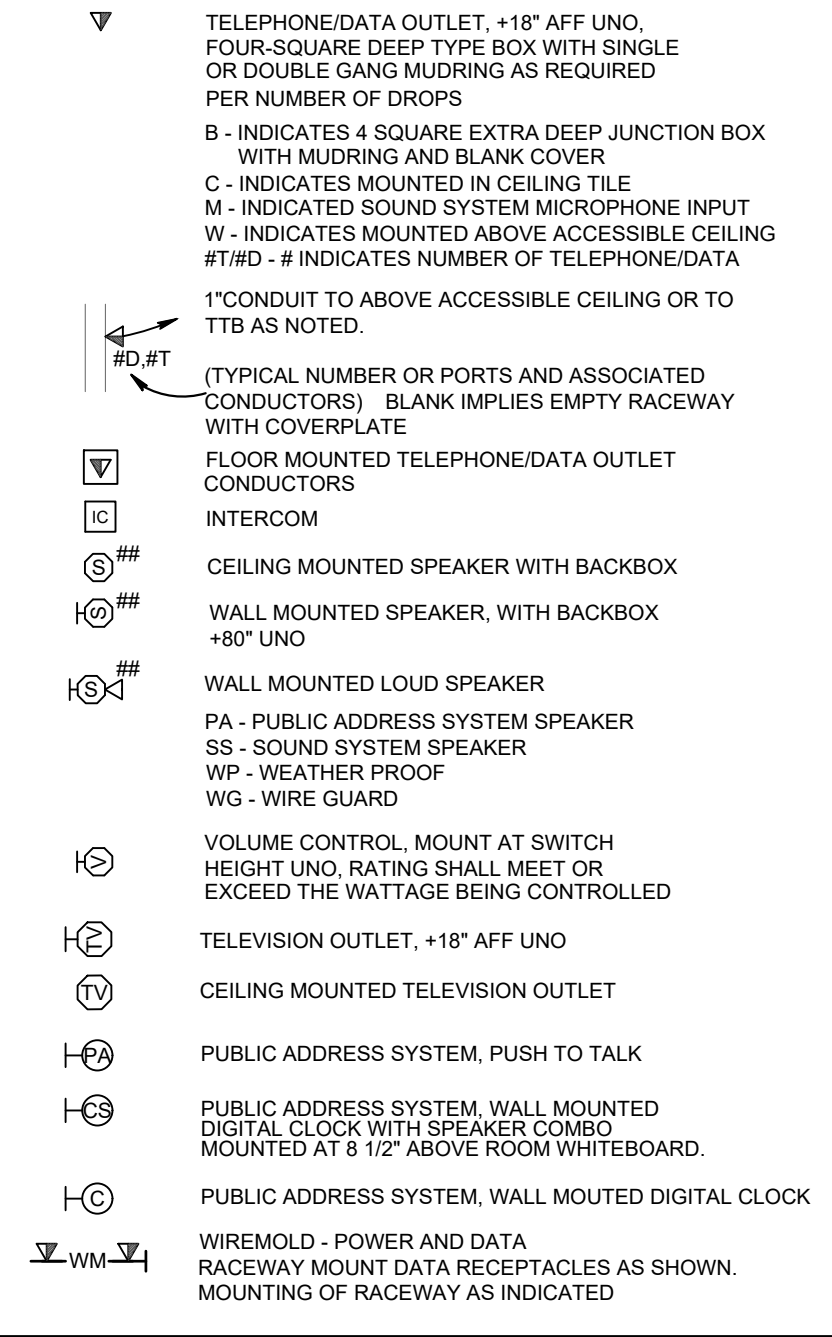 TELEPHONE/DATA OUTLET, +18" AFF UNO,
FOUR-SQUARE DEEP TYPE BOX WITH SINGLE
OR DOUBLE GANG MUDRING AS REQUIRED
PER NUMBER OF DROPS
B - INDICATES 4 SQUARE EXTRA DEEP JUNCTION BOX
WITH MUDRING AND BLANK COVER
C - INDICATES MOUNTED IN CEILING TILE
M - INDICATED SOUND SYSTEM MICROPHONE INPUT
W - INDICATES MOUNTED ABOVE ACCESSIBLE CEILING
#T/#D - # INDICATES NUMBER OF TELEPHONE/DATA
1"CONDUIT TO ABOVE ACCESSIBLE CEILING OR TO
TTB AS NOTED.
#D,#T
(TYPICAL NUMBER OR PORTS AND ASSOCIATED
CONDUCTORS) BLANK IMPLIES EMPTY RACEWAY
WITH COVERPLATE
FLOOR MOUNTED TELEPHONE/DATA OUTLET
CONDUCTORS
IC INTERCOM
S ## CEILING MOUNTED SPEAKER WITH BACKBOX
S ## WALL MOUNTED SPEAKER, WITH BACKBOX
+80" UNO
S ## WALL MOUNTED LOUD SPEAKER
PA - PUBLIC ADDRESS SYSTEM SPEAKER
SS - SOUND SYSTEM SPEAKER
WP - WEATHER PROOF
WG - WIRE GUARD
VOLUME CONTROL, MOUNT AT SWITCH
V HEIGHT UNO, RATING SHALL MEET OR
EXCEED THE WATTAGE BEING CONTROLLED
TV TELEVISION OUTLET, +18" AFF UNO
TV CEILING MOUNTED TELEVISION OUTLET
PA PUBLIC ADDRESS SYSTEM, PUSH TO TALK
CS PUBLIC ADDRESS SYSTEM, WALL MOUNTED
DIGITAL CLOCK WITH SPEAKER COMBO
MOUNTED AT 8 1/2" ABOVE ROOM WHITEBOARD.
C PUBLIC ADDRESS SYSTEM, WALL MOUTED DIGITAL CLOCK
WIREMOLD - POWER AND DATA
WM RACEWAY MOUNT DATA RECEPTACLES AS SHOWN.
MOUNTING OF RACEWAY AS INDICATED